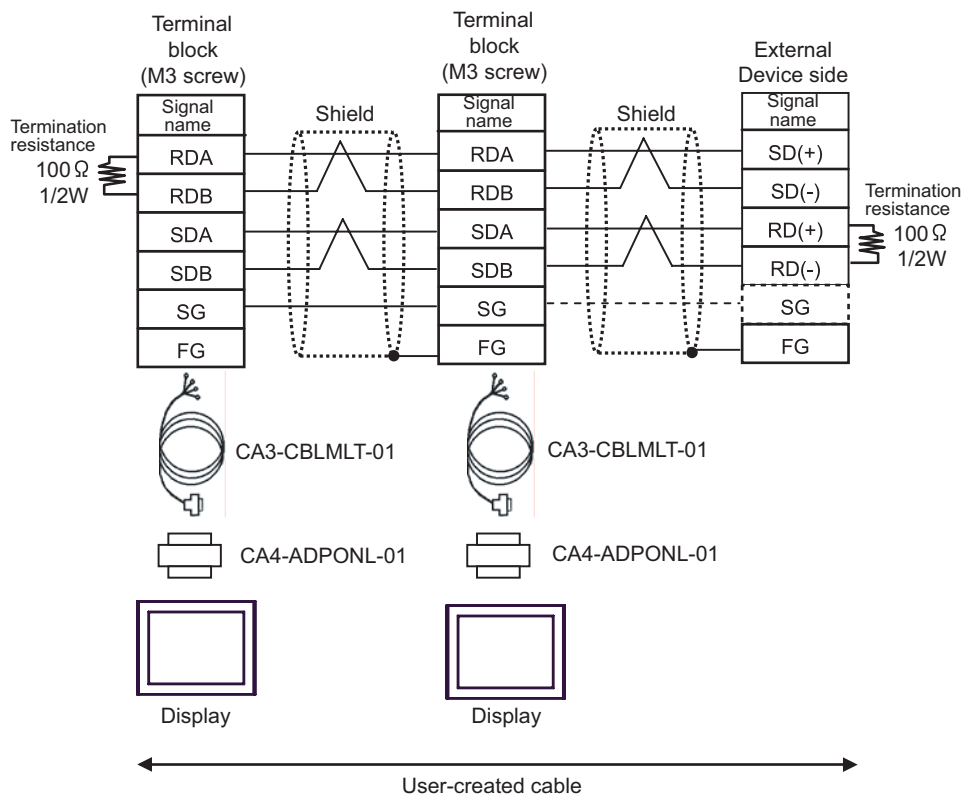 Terminal
block
(M3 screw)
Terminal
block
(M3 screw)
External
Device side
Signal
name
Shield
Signal
name
Shield
Signal
name
Termination
resistance
100 Ω
1/2W
RDA
RDB
SDA
SDB
SG
FG
RDA
RDB
SDA
SDB
SG
FG
SD(+)
SD(-)
RD(+)
RD(-)
SG
FG
Termination
resistance
100 Ω
1/2W
CA3-CBLMLT-01
CA3-CBLMLT-01
CA4-ADPONL-01
CA4-ADPONL-01
Display
Display
User-created cable